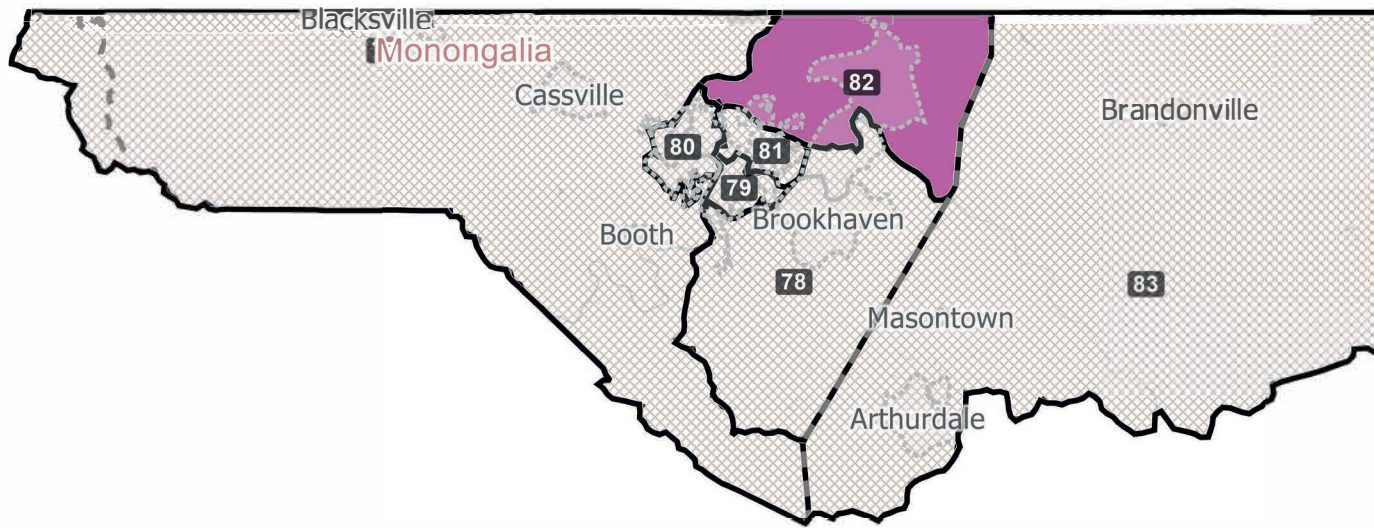 Blacksville
Monongalia
Cassville
82
Brandonville
80
81
79
Booth
Brookhaven
78
83
Masontown
Arthurdale